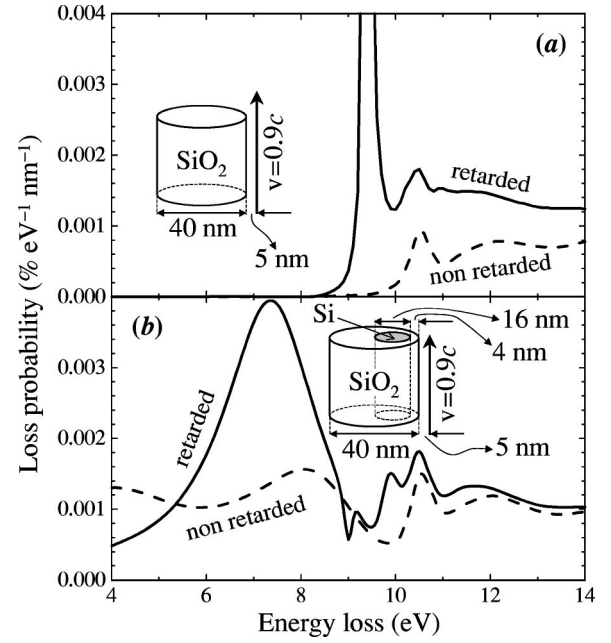 0.004
(a)
0.003
SiO2
v=0.9c
0.002
retarded
0.001
40 nm
5 nm
non retarded
0.000
Loss probability (% eV⁻¹ nm⁻¹)
(b)
Si
16 nm
4 nm
0.003
SiO2
v=0.9c
retarded
0.002
40 nm
5 nm
0.001
non retarded
0.000
4 6 8 10 12 14
Energy loss (eV)